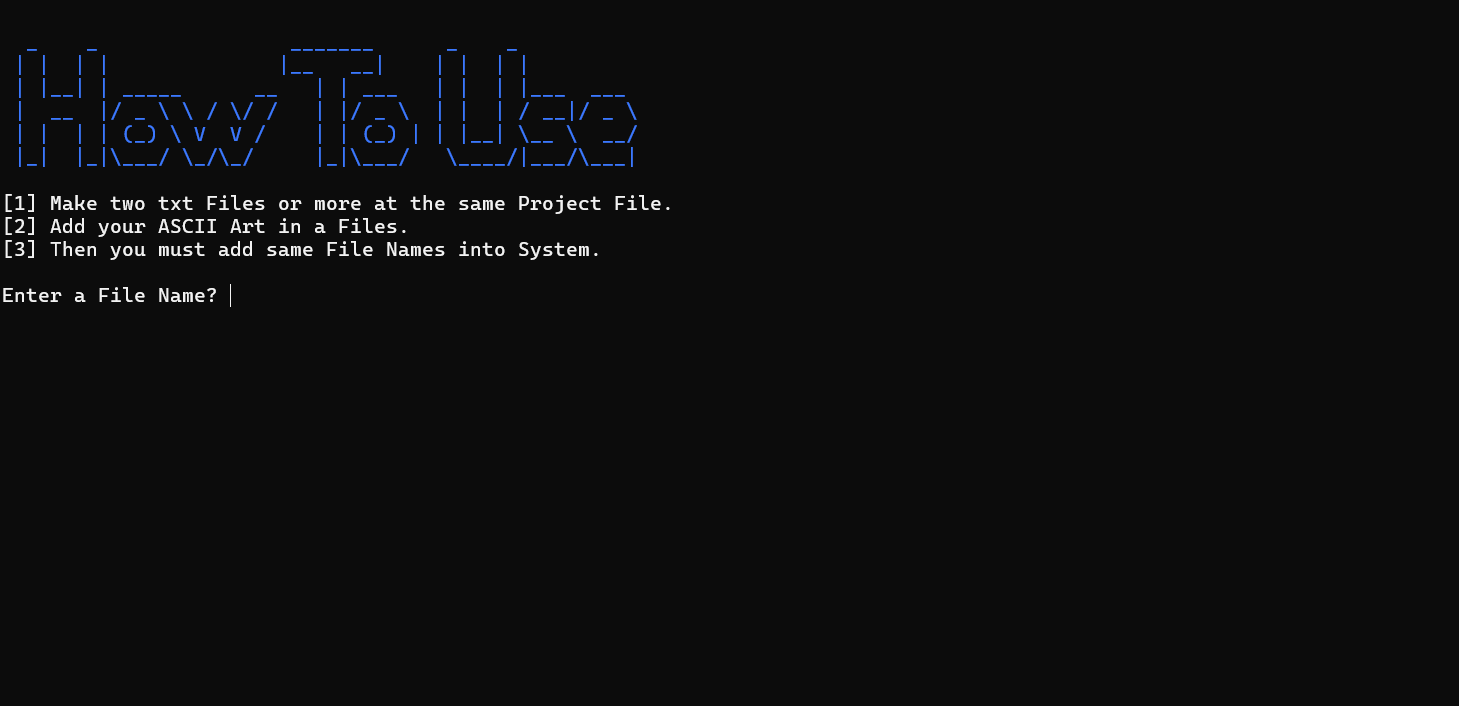 How To Use
[1] Make two txt Files or more at the same Project File.
[2] Add your ASCII Art in a Files.
[3] Then you must add same File Names into System.
Enter a File Name?